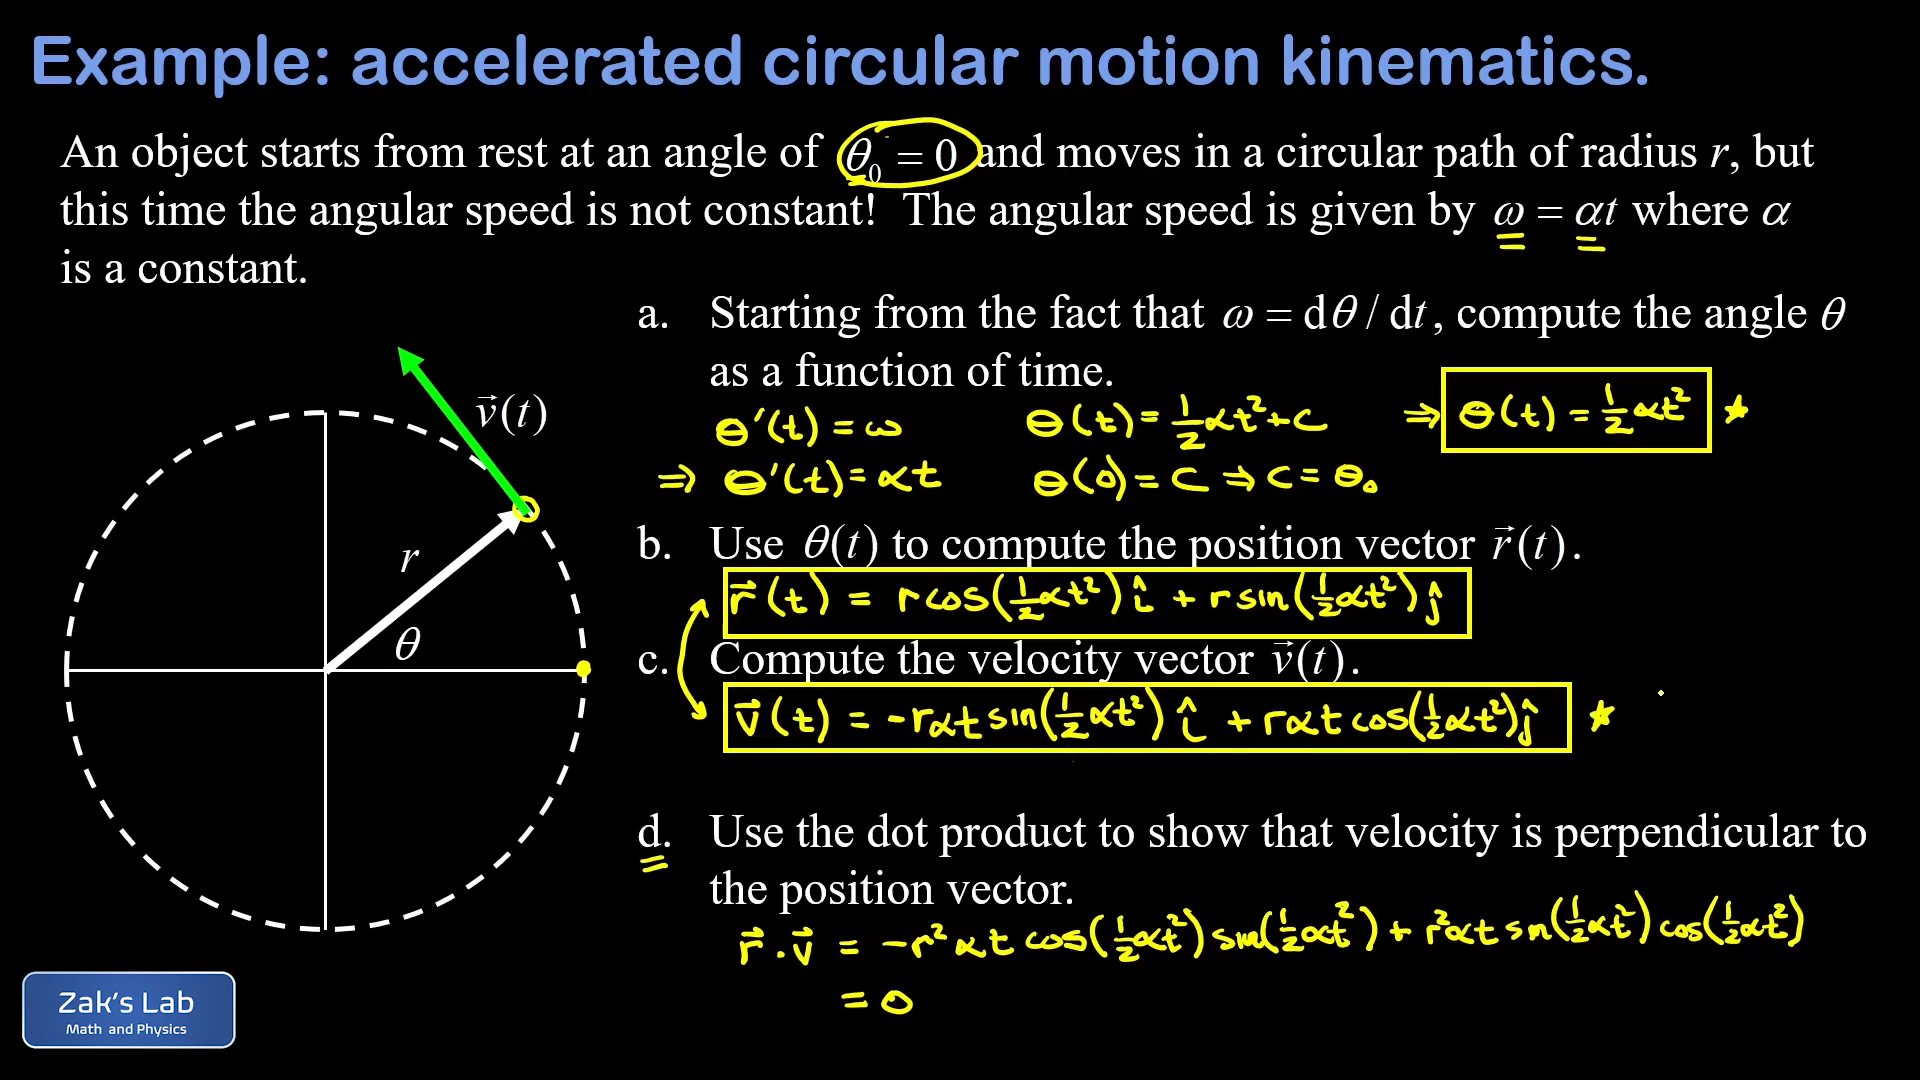 Example: accelerated circular motion kinematics.
An object starts from rest at an angle of θ₀ = 0 and moves in a circular path of radius r, but
this time the angular speed is not constant! The angular speed is given by ω = αt where α
is a constant.
a. Starting from the fact that ω = dθ / dt, compute the angle θ
as a function of time.
θ'(t) = ω θ(t) = ½αt² + C ⇒ θ(t) = ½αt² ★
⇒ θ'(t) = αt θ(0) = C ⇒ C = θ₀
b. Use θ(t) to compute the position vector r⃗(t).
r⃗(t) = r cos(½αt²) î + r sin(½αt²) ĵ
c. Compute the velocity vector v⃗(t).
v⃗(t) = -rαt sin(½αt²) î + rαt cos(½αt²) ĵ ★
d. Use the dot product to show that velocity is perpendicular to
the position vector.
r⃗ · v⃗ = -r²αt cos(½αt²) sin(½αt²) + r²αt sin(½αt²) cos(½αt²)
= 0
v⃗(t)
r
θ
Zak's Lab
Math and Physics